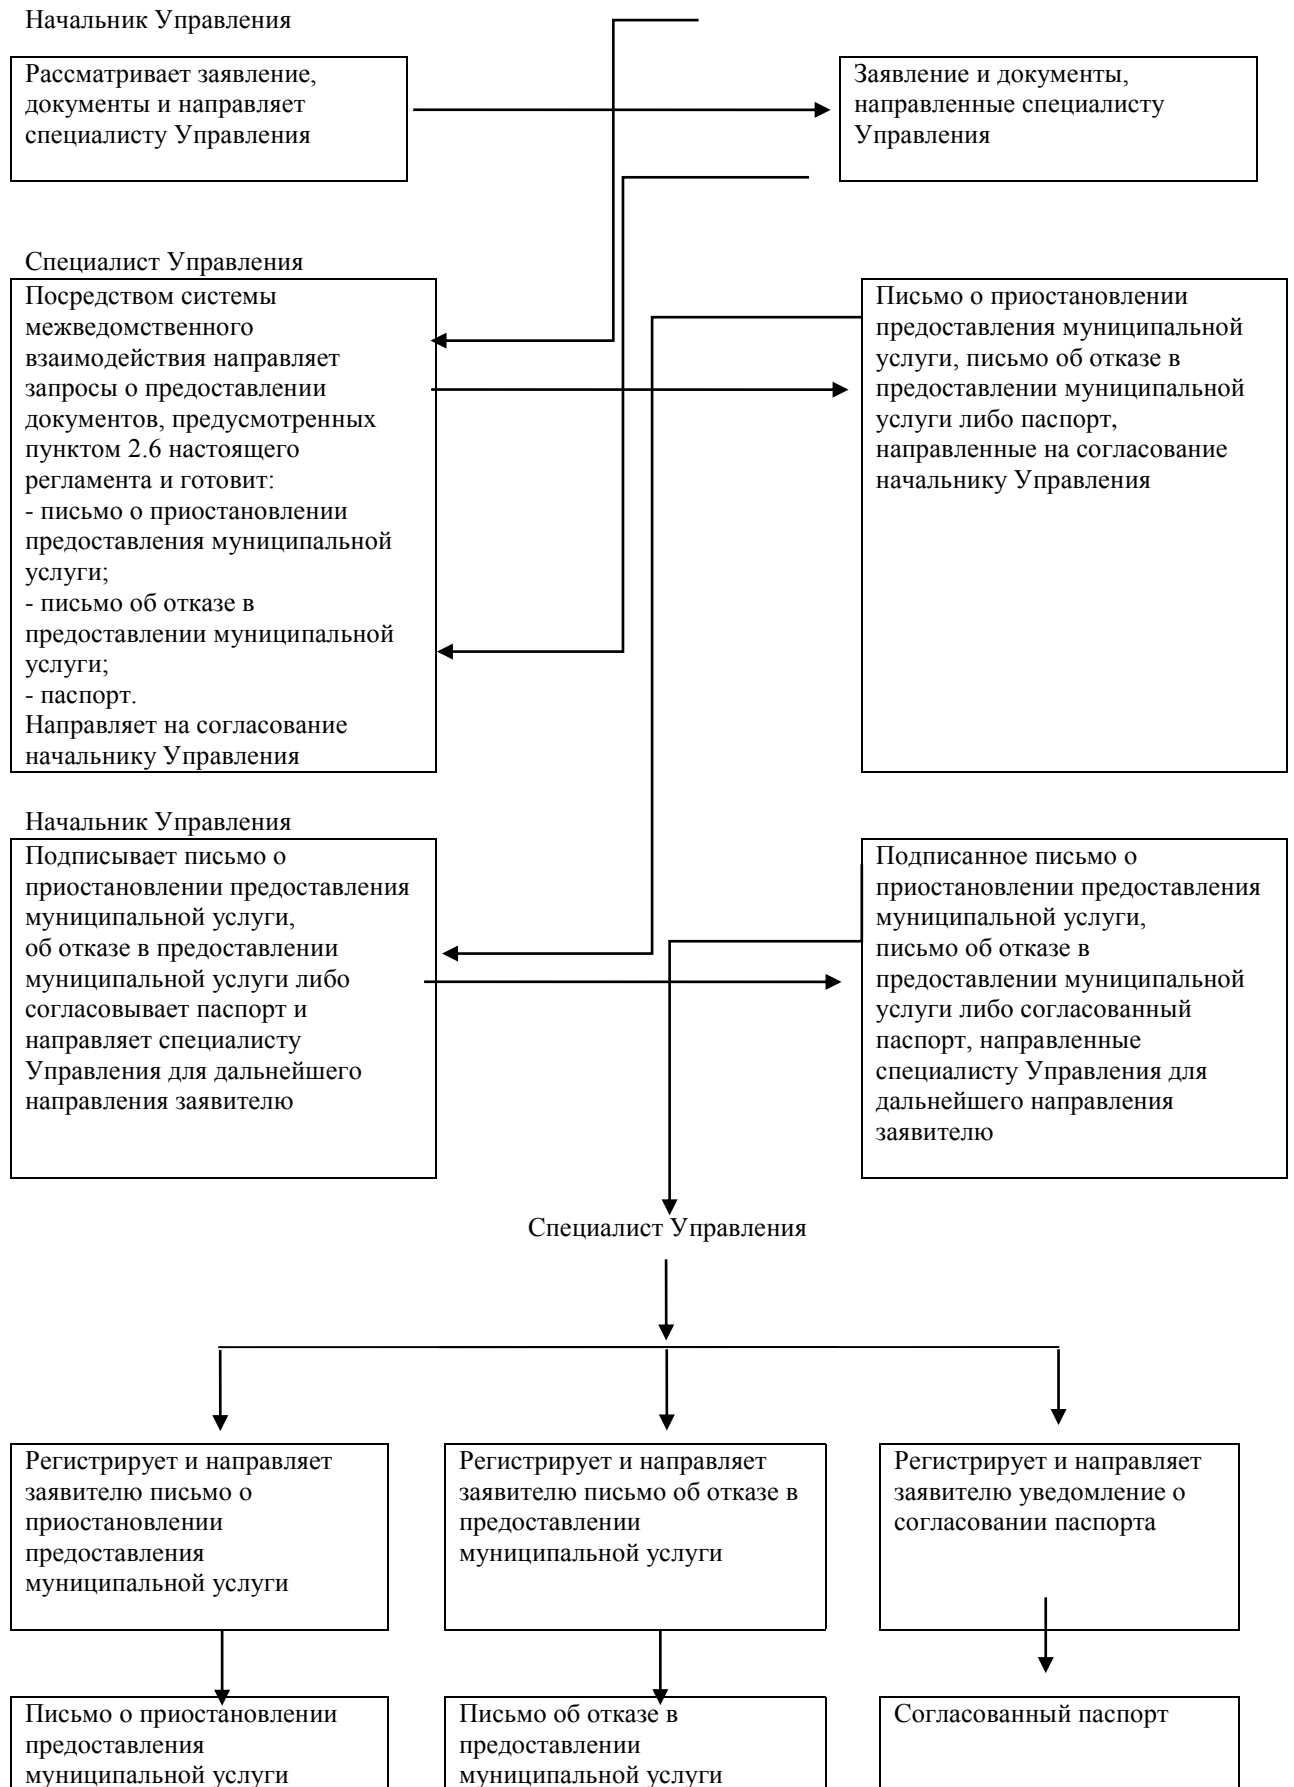 Начальник Управления
Рассматривает заявление,
документы и направляет
специалисту Управления
Заявление и документы,
направленные специалисту
Управления
Специалист Управления
Посредством системы
межведомственного
взаимодействия направляет
запросы о предоставлении
документов, предусмотренных
пунктом 2.6 настоящего
регламента и готовит:
- письмо о приостановлении
предоставления муниципальной
услуги;
- письмо об отказе в
предоставлении муниципальной
услуги;
- паспорт.
Направляет на согласование
начальнику Управления
Письмо о приостановлении
предоставления муниципальной
услуги, письмо об отказе в
предоставлении муниципальной
услуги либо паспорт,
направленные на согласование
начальнику Управления
Начальник Управления
Подписывает письмо о
приостановлении предоставления
муниципальной услуги,
об отказе в предоставлении
муниципальной услуги либо
согласовывает паспорт и
направляет специалисту
Управления для дальнейшего
направления заявителю
Подписанное письмо о
приостановлении предоставления
муниципальной услуги,
письмо об отказе в
предоставлении муниципальной
услуги либо согласованный
паспорт, направленные
специалисту Управления для
дальнейшего направления
заявителю
Специалист Управления
Регистрирует и направляет
заявителю письмо о
приостановлении
предоставления
муниципальной услуги
Регистрирует и направляет
заявителю письмо об отказе в
предоставлении
муниципальной услуги
Регистрирует и направляет
заявителю уведомление о
согласовании паспорта
Письмо о приостановлении
предоставления
муниципальной услуги
Письмо об отказе в
предоставлении
муниципальной услуги
Согласованный паспорт